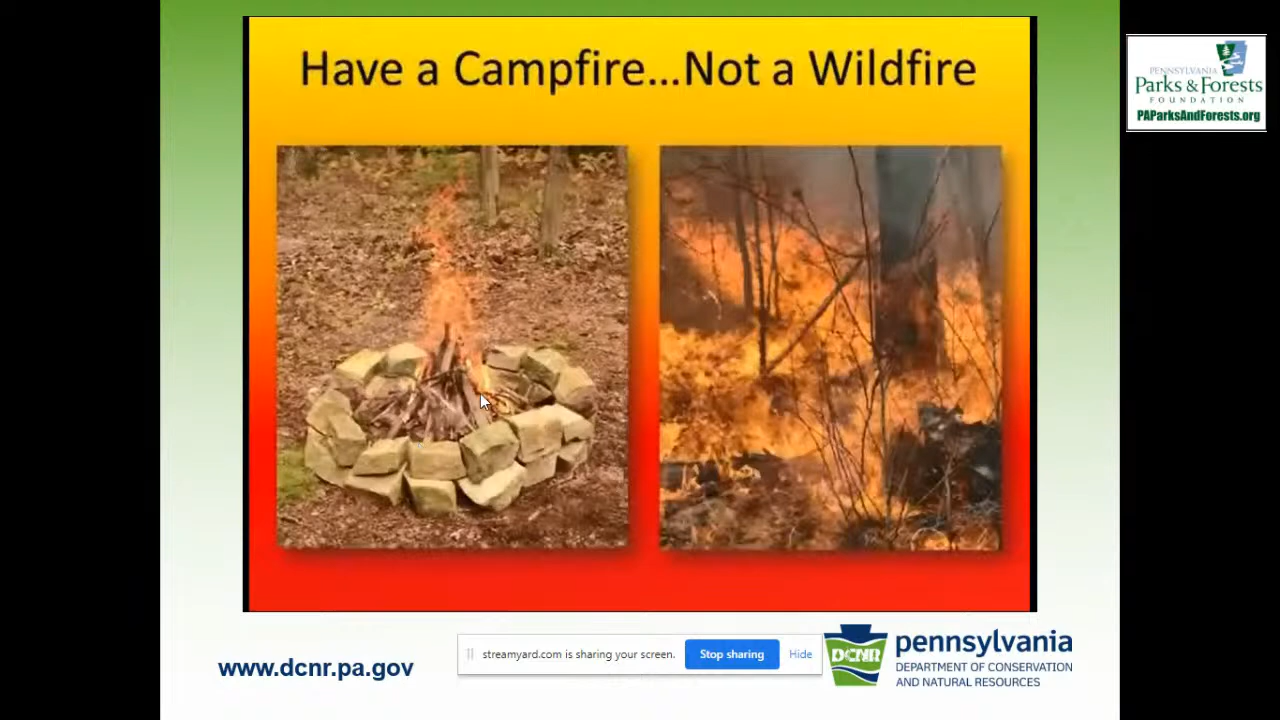 Have a Campfire...Not a Wildfire
PENNSYLVANIA
Parks & Forests
FOUNDATION
PAParksAndForests.org
www.dcnr.pa.gov
streamyard.com is sharing your screen.
Stop sharing
Hide
DCNR
pennsylvania
DEPARTMENT OF CONSERVATION
AND NATURAL RESOURCES